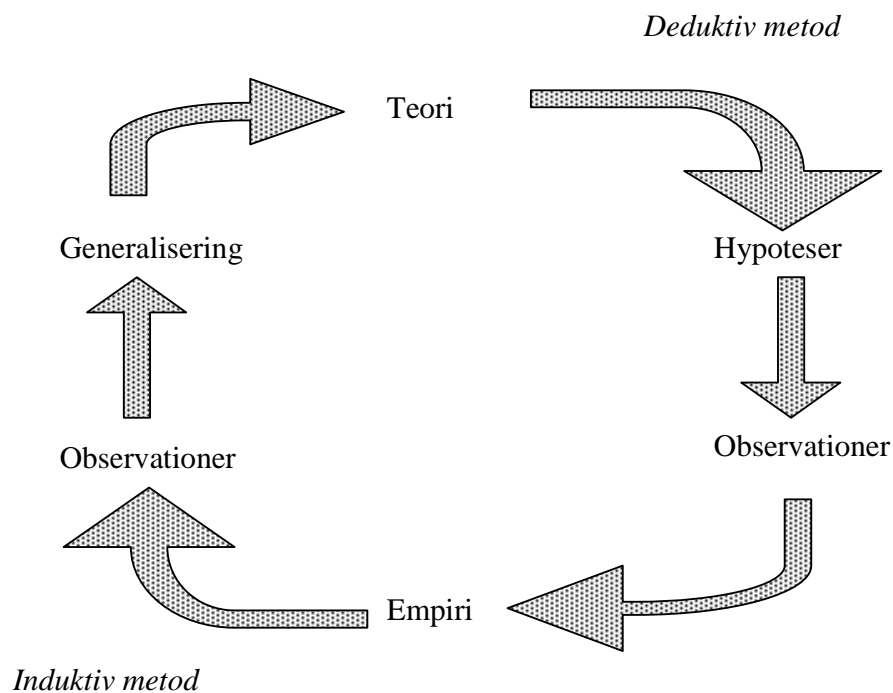 Deduktiv metod
Teori
Generalisering
Hypoteser
Observationer
Observationer
Empiri
Induktiv metod